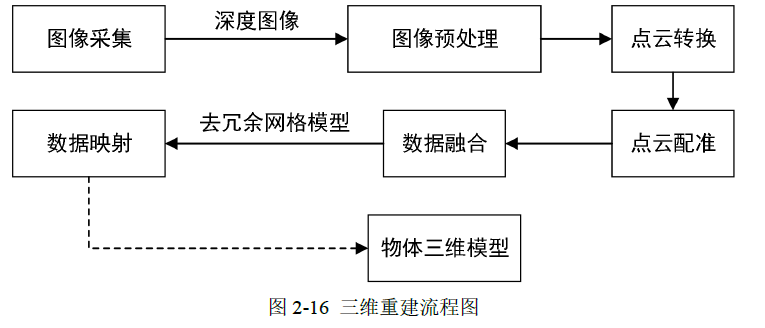 图像采集
深度图像
图像预处理
点云转换
数据映射
去冗余网格模型
数据融合
点云配准
物体三维模型
图 2-16 三维重建流程图